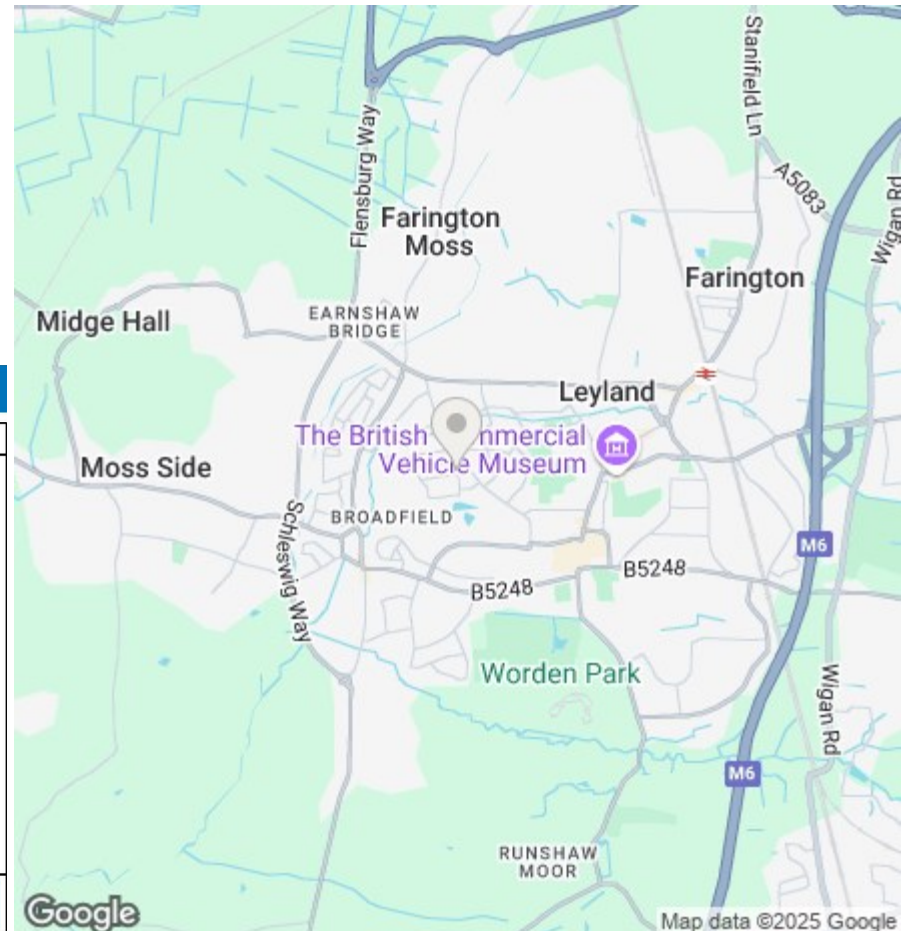 Stanifield Ln
Flensburg Way
A5083
Wigan Rd
Farington
Moss
Farington
Midge Hall
EARNSHAW
BRIDGE
Leyland
The British Commercial
Vehicle Museum
Moss Side
BROADFIELD
Schleswig Way
M6
B5248
B5248
Worden Park
Wigan Rd
M6
RUNSHAW
MOOR
Google
Map data ©2025 Google